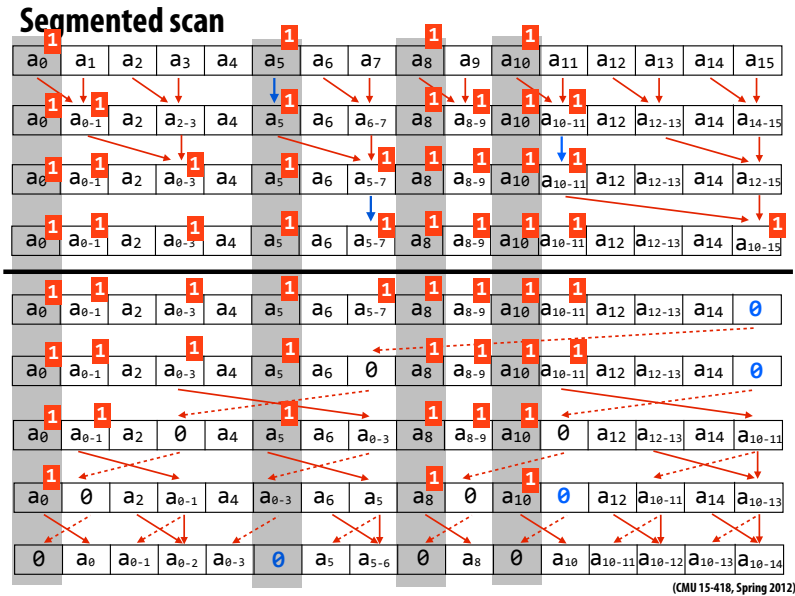 Segmented scan
1 1 1 1
a0 a1 a2 a3 a4 a5 a6 a7 a8 a9 a10 a11 a12 a13 a14 a15
1 1 1 1 1 1 1
a0 a0-1 a2 a2-3 a4 a5 a6 a6-7 a8 a8-9 a10 a10-11 a12 a12-13 a14 a14-15
1 1 1 1 1 1 1 1 1
a0 a0-1 a2 a0-3 a4 a5 a6 a5-7 a8 a8-9 a10 a10-11 a12 a12-13 a14 a12-15
1 1 1 1 1 1 1 1 1 1
a0 a0-1 a2 a0-3 a4 a5 a6 a5-7 a8 a8-9 a10 a10-11 a12 a12-13 a14 a10-15
1 1 1 1 1 1 1 1 1
a0 a0-1 a2 a0-3 a4 a5 a6 a5-7 a8 a8-9 a10 a10-11 a12 a12-13 a14 0
1 1 1 1 1 1 1 1
a0 a0-1 a2 a0-3 a4 a5 a6 0 a8 a8-9 a10 a10-11 a12 a12-13 a14 0
1 1 1 1 1 1
a0 a0-1 a2 0 a4 a5 a6 a0-3 a8 a8-9 a10 0 a12 a12-13 a14 a10-11
1 1 1
a0 0 a2 a0-1 a4 a0-3 a6 a5 a8 0 a10 0 a12 a10-11 a14 a10-13
0 a0 a0-1 a0-2 a0-3 0 a5 a5-6 0 a8 0 a10 a10-11 a10-12 a10-13 a10-14
(CMU 15-418, Spring 2012)